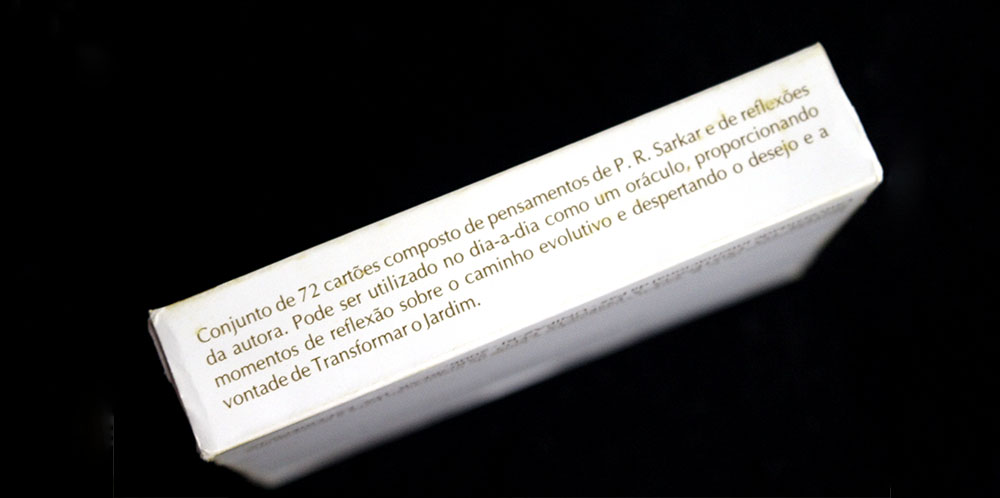 Conjunto de 72 cartões composto de pensamentos de P. R. Sarkar e de reflexões
da autora. Pode ser utilizado no dia-a-dia como um oráculo, proporcionando
momentos de reflexão sobre o caminho evolutivo e despertando o desejo e a
vontade de Transformar o Jardim.